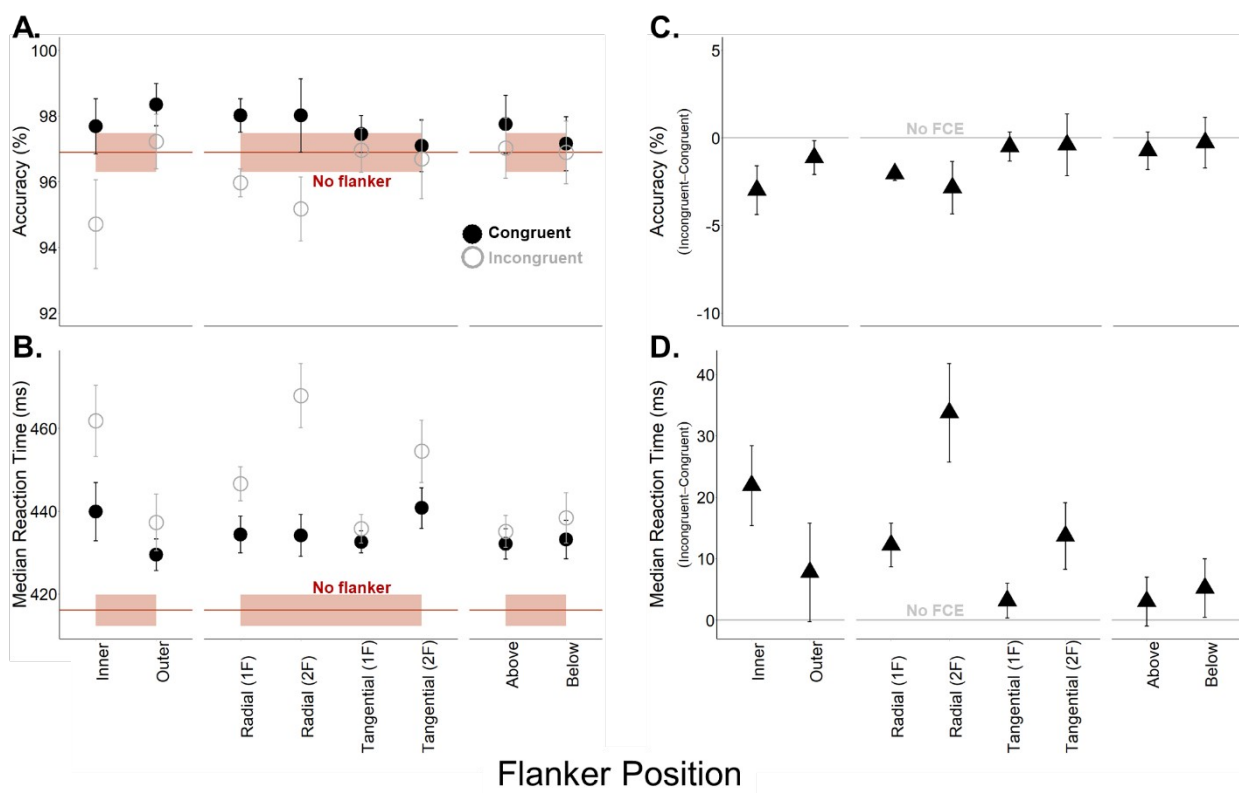 A.
100
98
96
94
92
Accuracy (%)
No flanker
Congruent
Incongruent
C.
5
0
-5
-10
Accuracy (%)
(Incongruent–Congruent)
No FCE
B.
460
440
420
Median Reaction Time (ms)
No flanker
Inner
Outer
Radial (1F)
Radial (2F)
Tangential (1F)
Tangential (2F)
Above
Below
D.
40
30
20
10
0
Median Reaction Time (ms)
(Incongruent–Congruent)
No FCE
Inner
Outer
Radial (1F)
Radial (2F)
Tangential (1F)
Tangential (2F)
Above
Below
Flanker Position